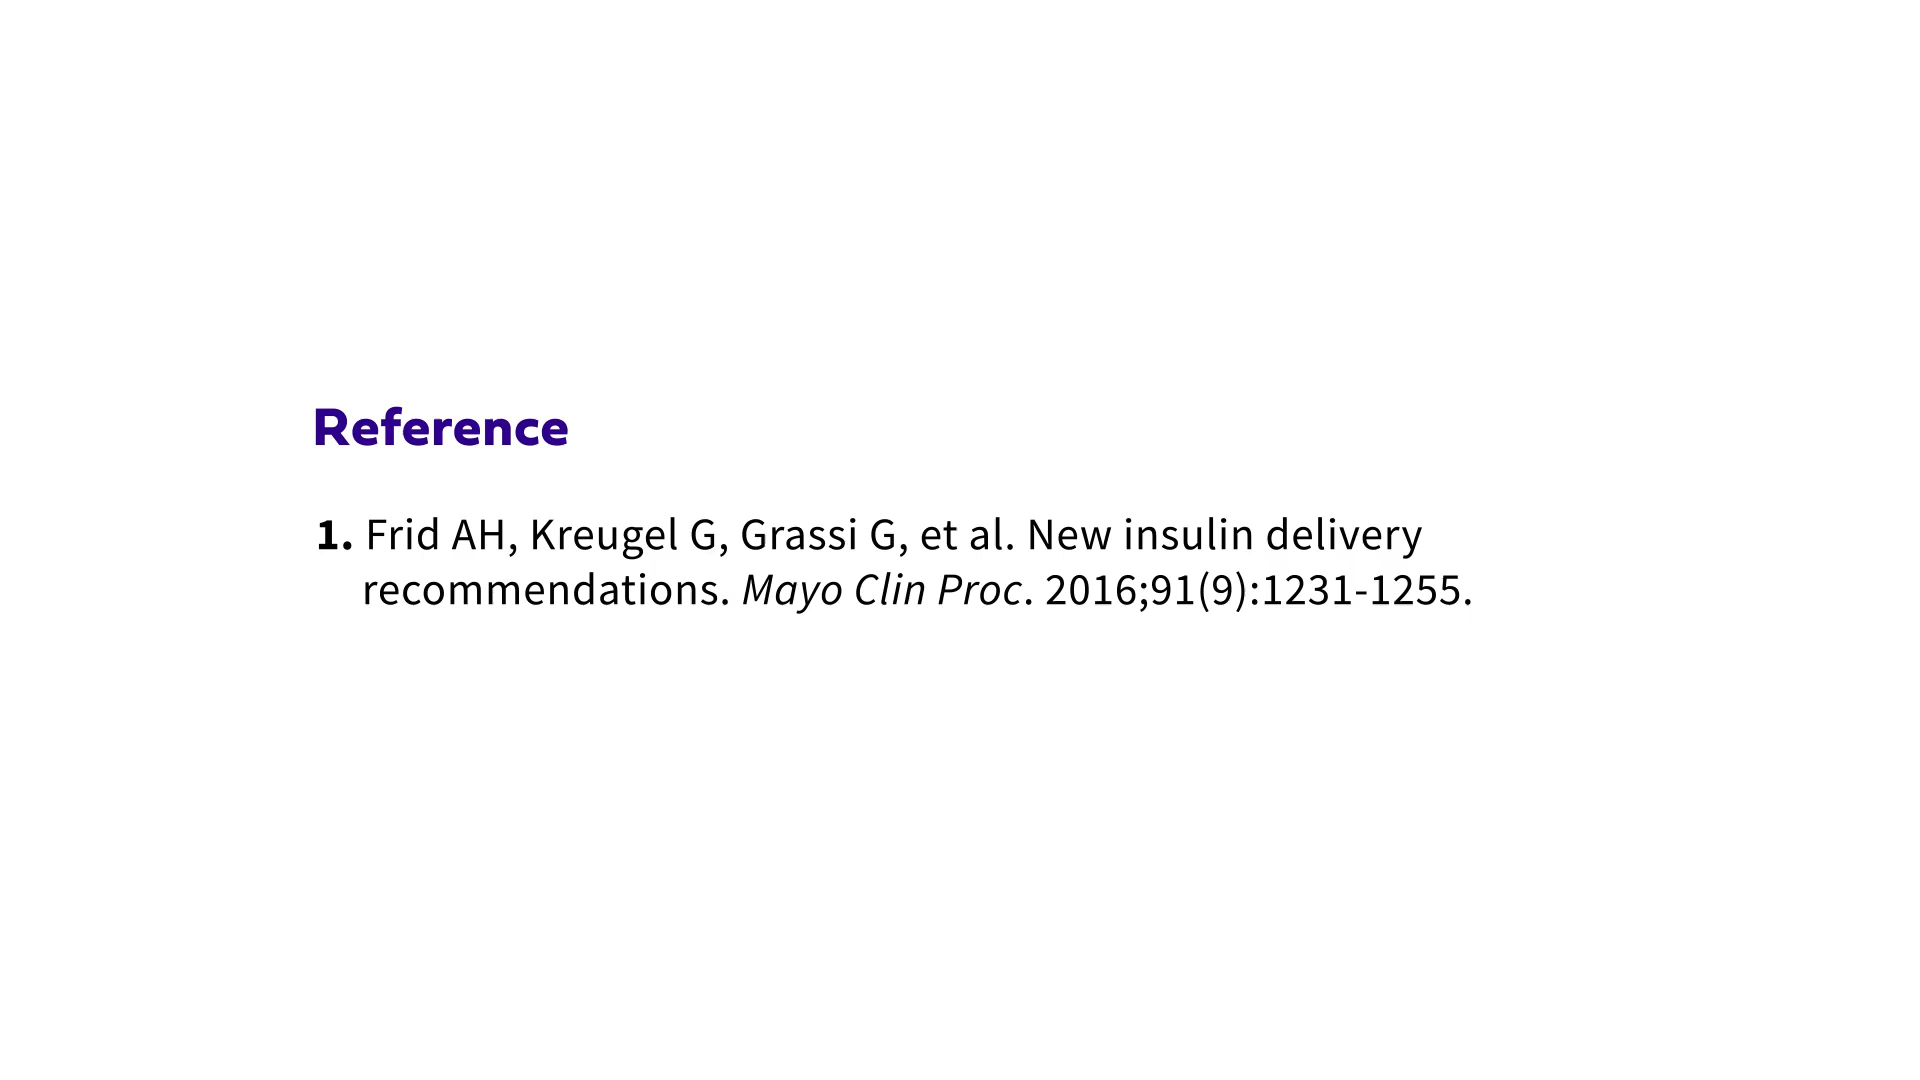 Reference
1. Frid AH, Kreugel G, Grassi G, et al. New insulin delivery
recommendations. Mayo Clin Proc. 2016;91(9):1231-1255.